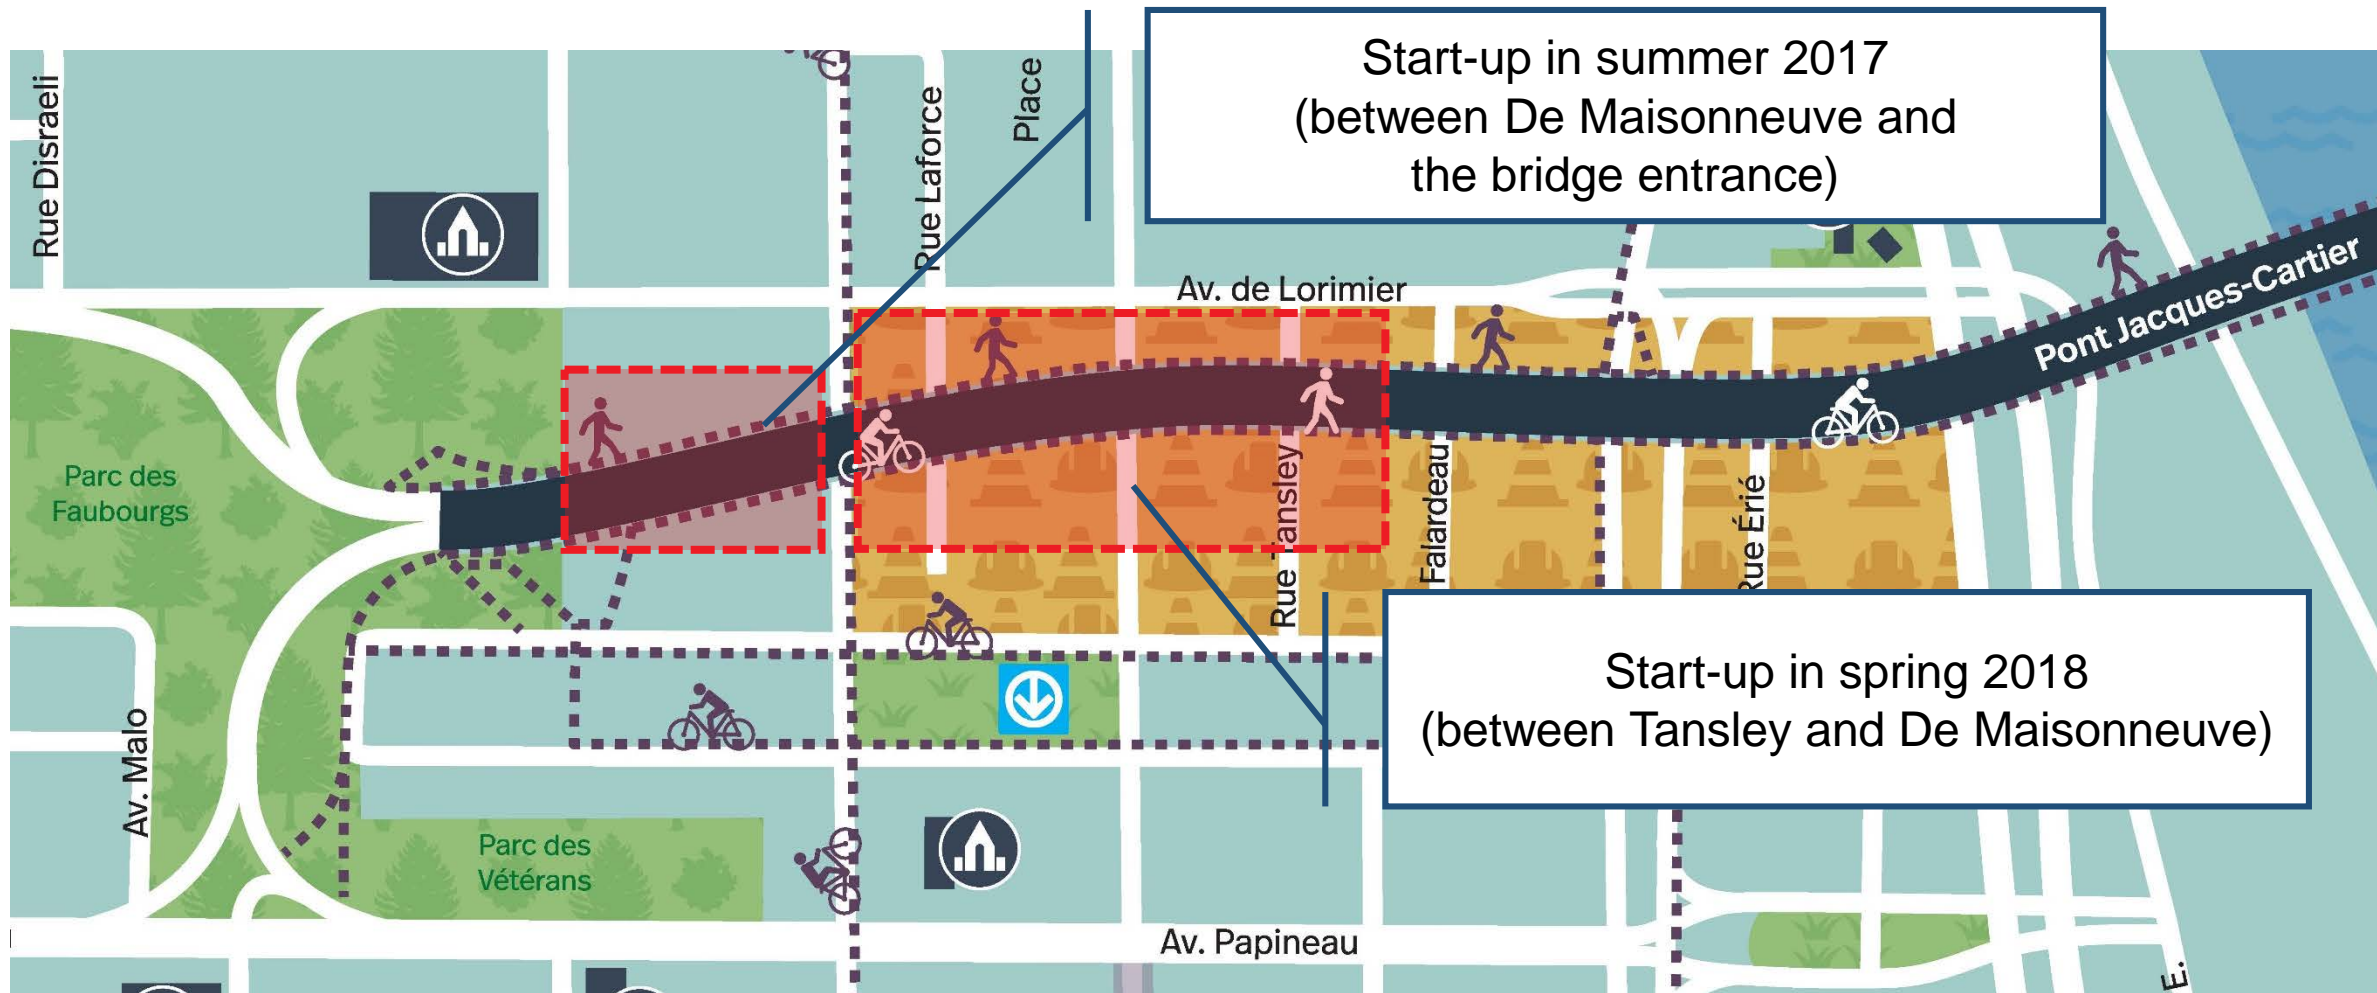 Start-up in summer 2017
(between De Maisonneuve and
the bridge entrance)
Rue Disraeli
Rue Laforce
Place
Av. de Lorimier
Pont Jacques-Cartier
Parc des
Faubourgs
Rue Tansley
Falardeau
Rue Érié
Start-up in spring 2018
(between Tansley and De Maisonneuve)
Av. Malo
Parc des
Vétérans
Av. Papineau
E.